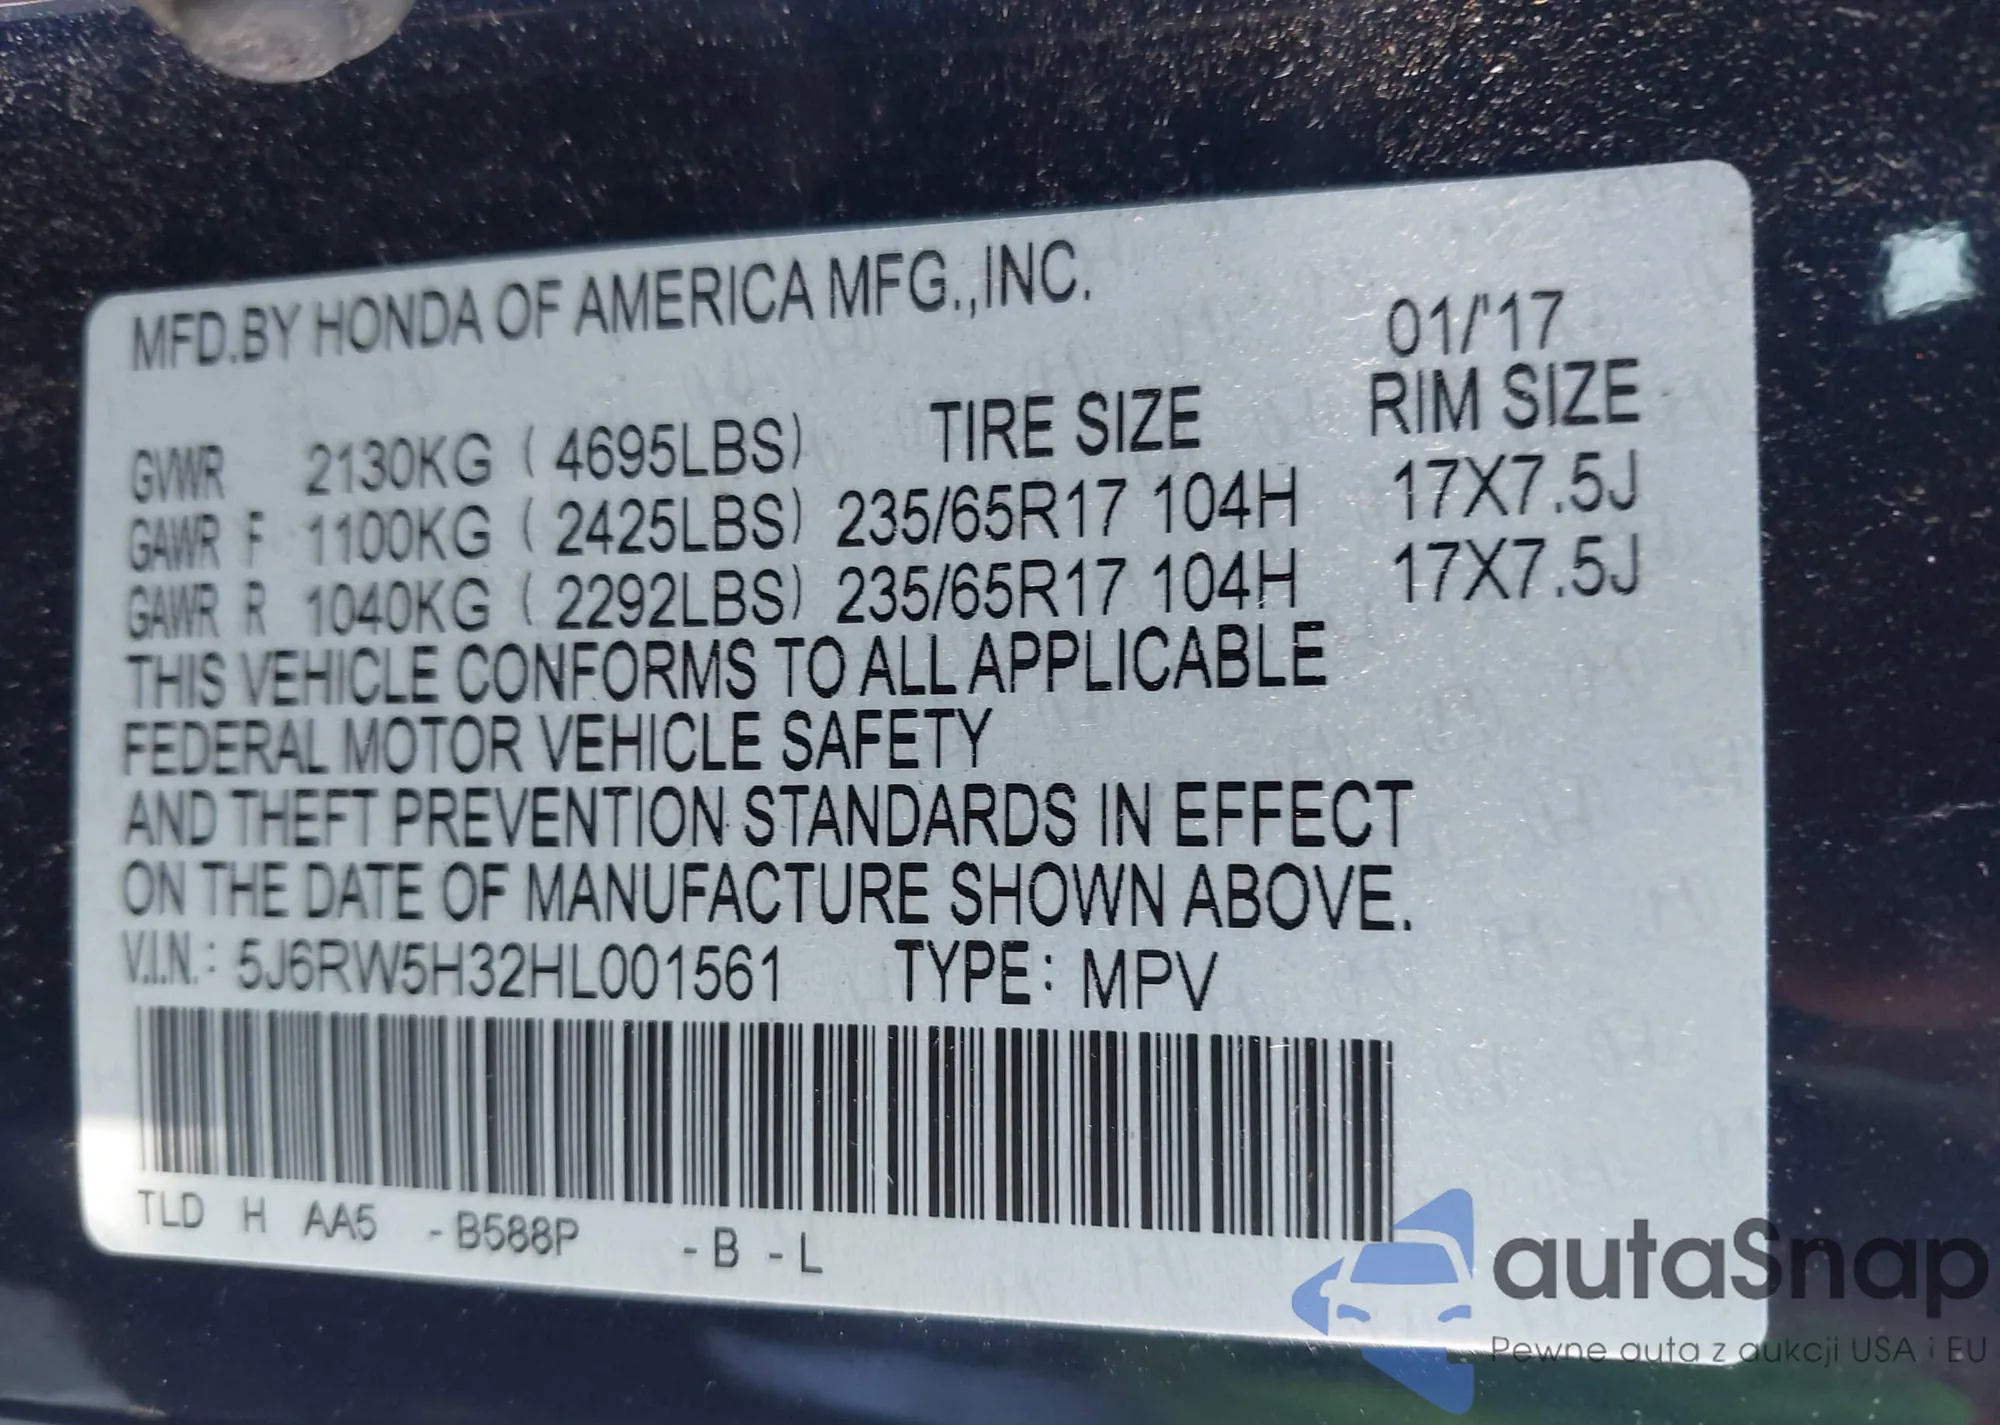 MFD.BY HONDA OF AMERICA MFG.,INC.
01/'17
TIRE SIZE RIM SIZE
GVWR 2130KG ( 4695LBS)
GAWR F 1100KG ( 2425LBS) 235/65R17 104H 17X7.5J
GAWR R 1040KG ( 2292LBS) 235/65R17 104H 17X7.5J
THIS VEHICLE CONFORMS TO ALL APPLICABLE
FEDERAL MOTOR VEHICLE SAFETY
AND THEFT PREVENTION STANDARDS IN EFFECT
ON THE DATE OF MANUFACTURE SHOWN ABOVE.
V.I.N.: 5J6RW5H32HL001561 TYPE: MPV
TLD H AA5 -B588P -B -L
autaSnap
Pewne auta z aukcji USA i EU